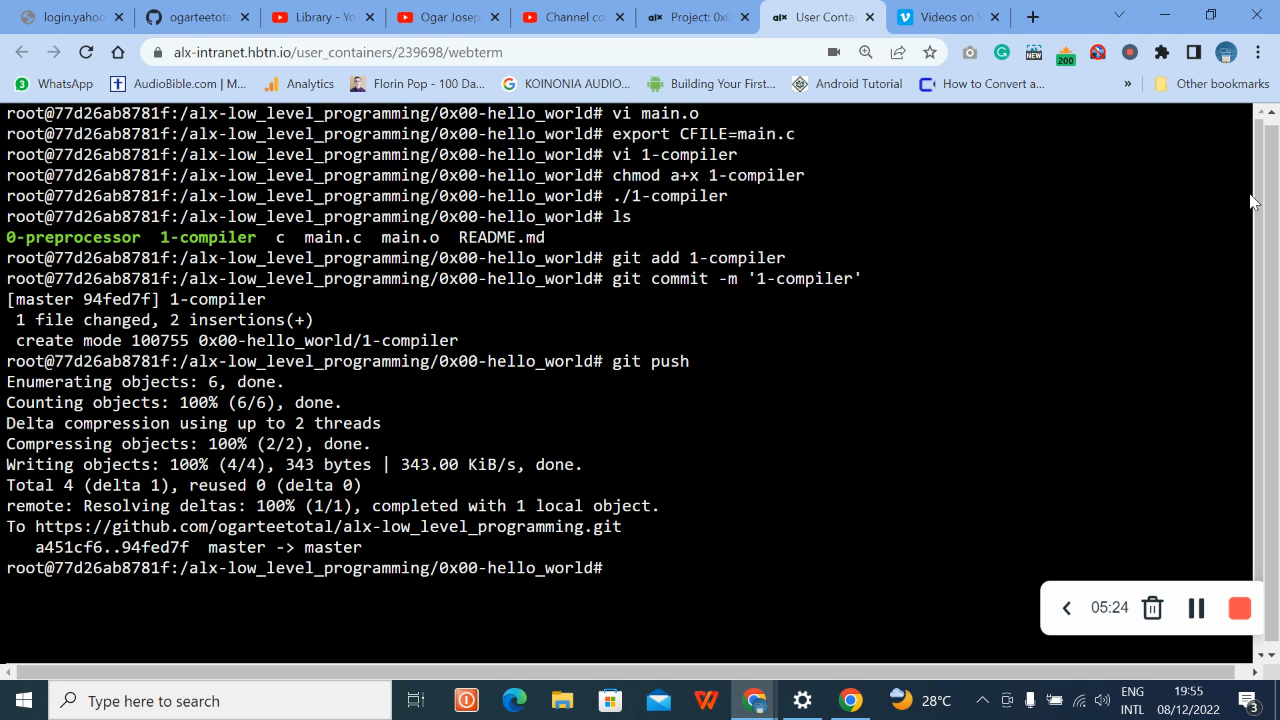 login.yahoo
ogarteetota
Library - Yo
Ogar Josep
Channel co
alx Project: 0x0
alx User Conta
Videos on V
alx-intranet.hbtn.io/user_containers/239698/webterm
NEW
200
3 WhatsApp
AudioBible.com | M...
Analytics
Florin Pop - 100 Da...
KOINONIA AUDIO...
Building Your First...
Android Tutorial
How to Convert a...
»
Other bookmarks
root@77d26ab8781f:/alx-low_level_programming/0x00-hello_world# vi main.o
root@77d26ab8781f:/alx-low_level_programming/0x00-hello_world# export CFILE=main.c
root@77d26ab8781f:/alx-low_level_programming/0x00-hello_world# vi 1-compiler
root@77d26ab8781f:/alx-low_level_programming/0x00-hello_world# chmod a+x 1-compiler
root@77d26ab8781f:/alx-low_level_programming/0x00-hello_world# ./1-compiler
root@77d26ab8781f:/alx-low_level_programming/0x00-hello_world# ls
0-preprocessor  1-compiler  c  main.c  main.o  README.md
root@77d26ab8781f:/alx-low_level_programming/0x00-hello_world# git add 1-compiler
root@77d26ab8781f:/alx-low_level_programming/0x00-hello_world# git commit -m '1-compiler'
[master 94fed7f] 1-compiler
 1 file changed, 2 insertions(+)
 create mode 100755 0x00-hello_world/1-compiler
root@77d26ab8781f:/alx-low_level_programming/0x00-hello_world# git push
Enumerating objects: 6, done.
Counting objects: 100% (6/6), done.
Delta compression using up to 2 threads
Compressing objects: 100% (2/2), done.
Writing objects: 100% (4/4), 343 bytes | 343.00 KiB/s, done.
Total 4 (delta 1), reused 0 (delta 0)
remote: Resolving deltas: 100% (1/1), completed with 1 local object.
To https://github.com/ogarteetotal/alx-low_level_programming.git
   a451cf6..94fed7f  master -> master
root@77d26ab8781f:/alx-low_level_programming/0x00-hello_world#
05:24
Type here to search
28°C
ENG
INTL
19:55
08/12/2022
3